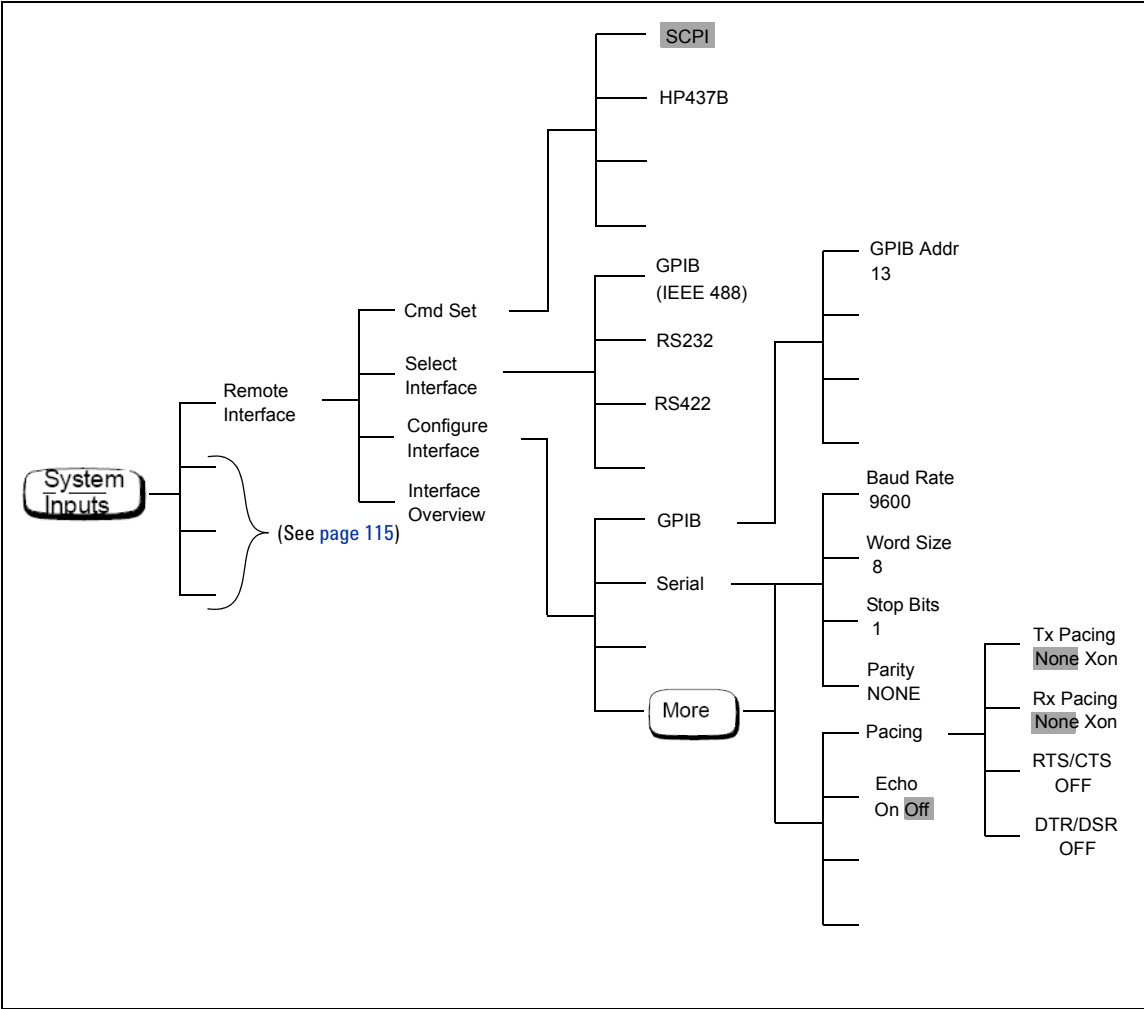 SCPI
HP437B
GPIB
(IEEE 488)
RS232
RS422
Cmd Set
Select
Interface
Configure
Interface
Interface
Overview
Remote
Interface
System
Inputs
(See page 115)
GPIB
Serial
More
GPIB Addr
13
Baud Rate
9600
Word Size
8
Stop Bits
1
Parity
NONE
Pacing
Echo
On Off
Tx Pacing
None Xon
Rx Pacing
None Xon
RTS/CTS
OFF
DTR/DSR
OFF